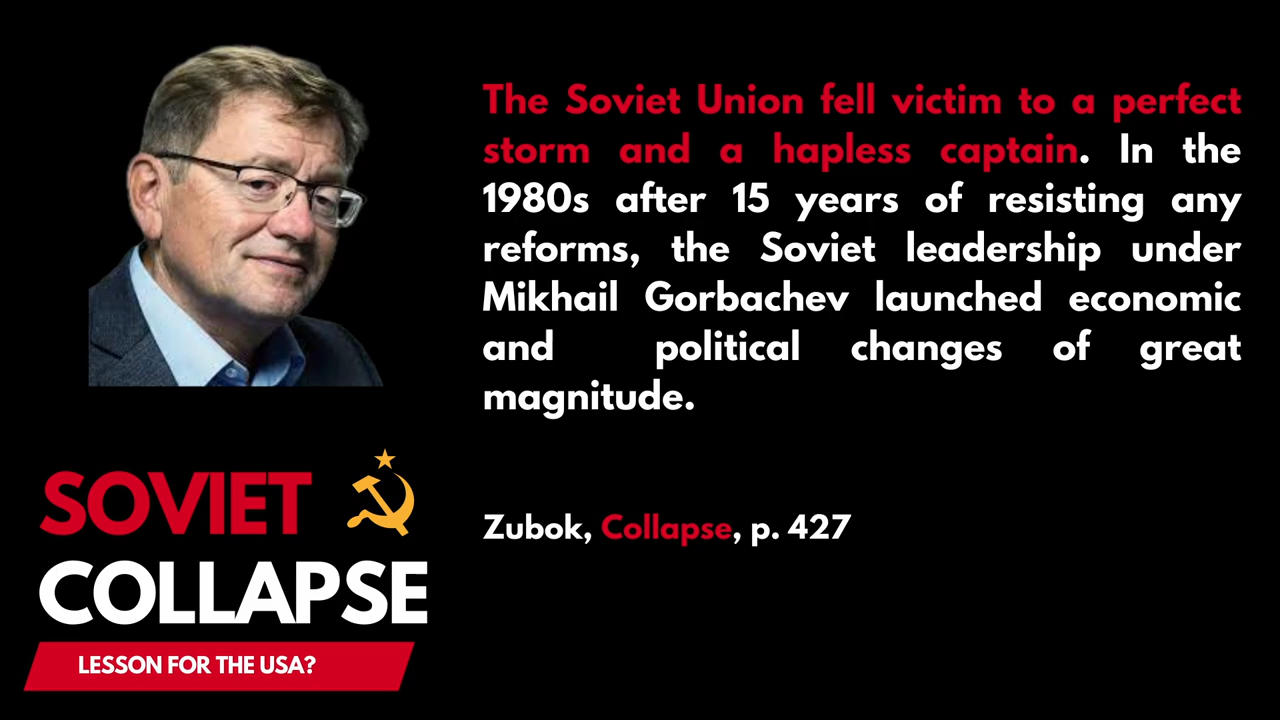 The Soviet Union fell victim to a perfect
storm and a hapless captain. In the
1980s after 15 years of resisting any
reforms, the Soviet leadership under
Mikhail Gorbachev launched economic
and political changes of great
magnitude.
Zubok, Collapse, p. 427
SOVIET
COLLAPSE
LESSON FOR THE USA?